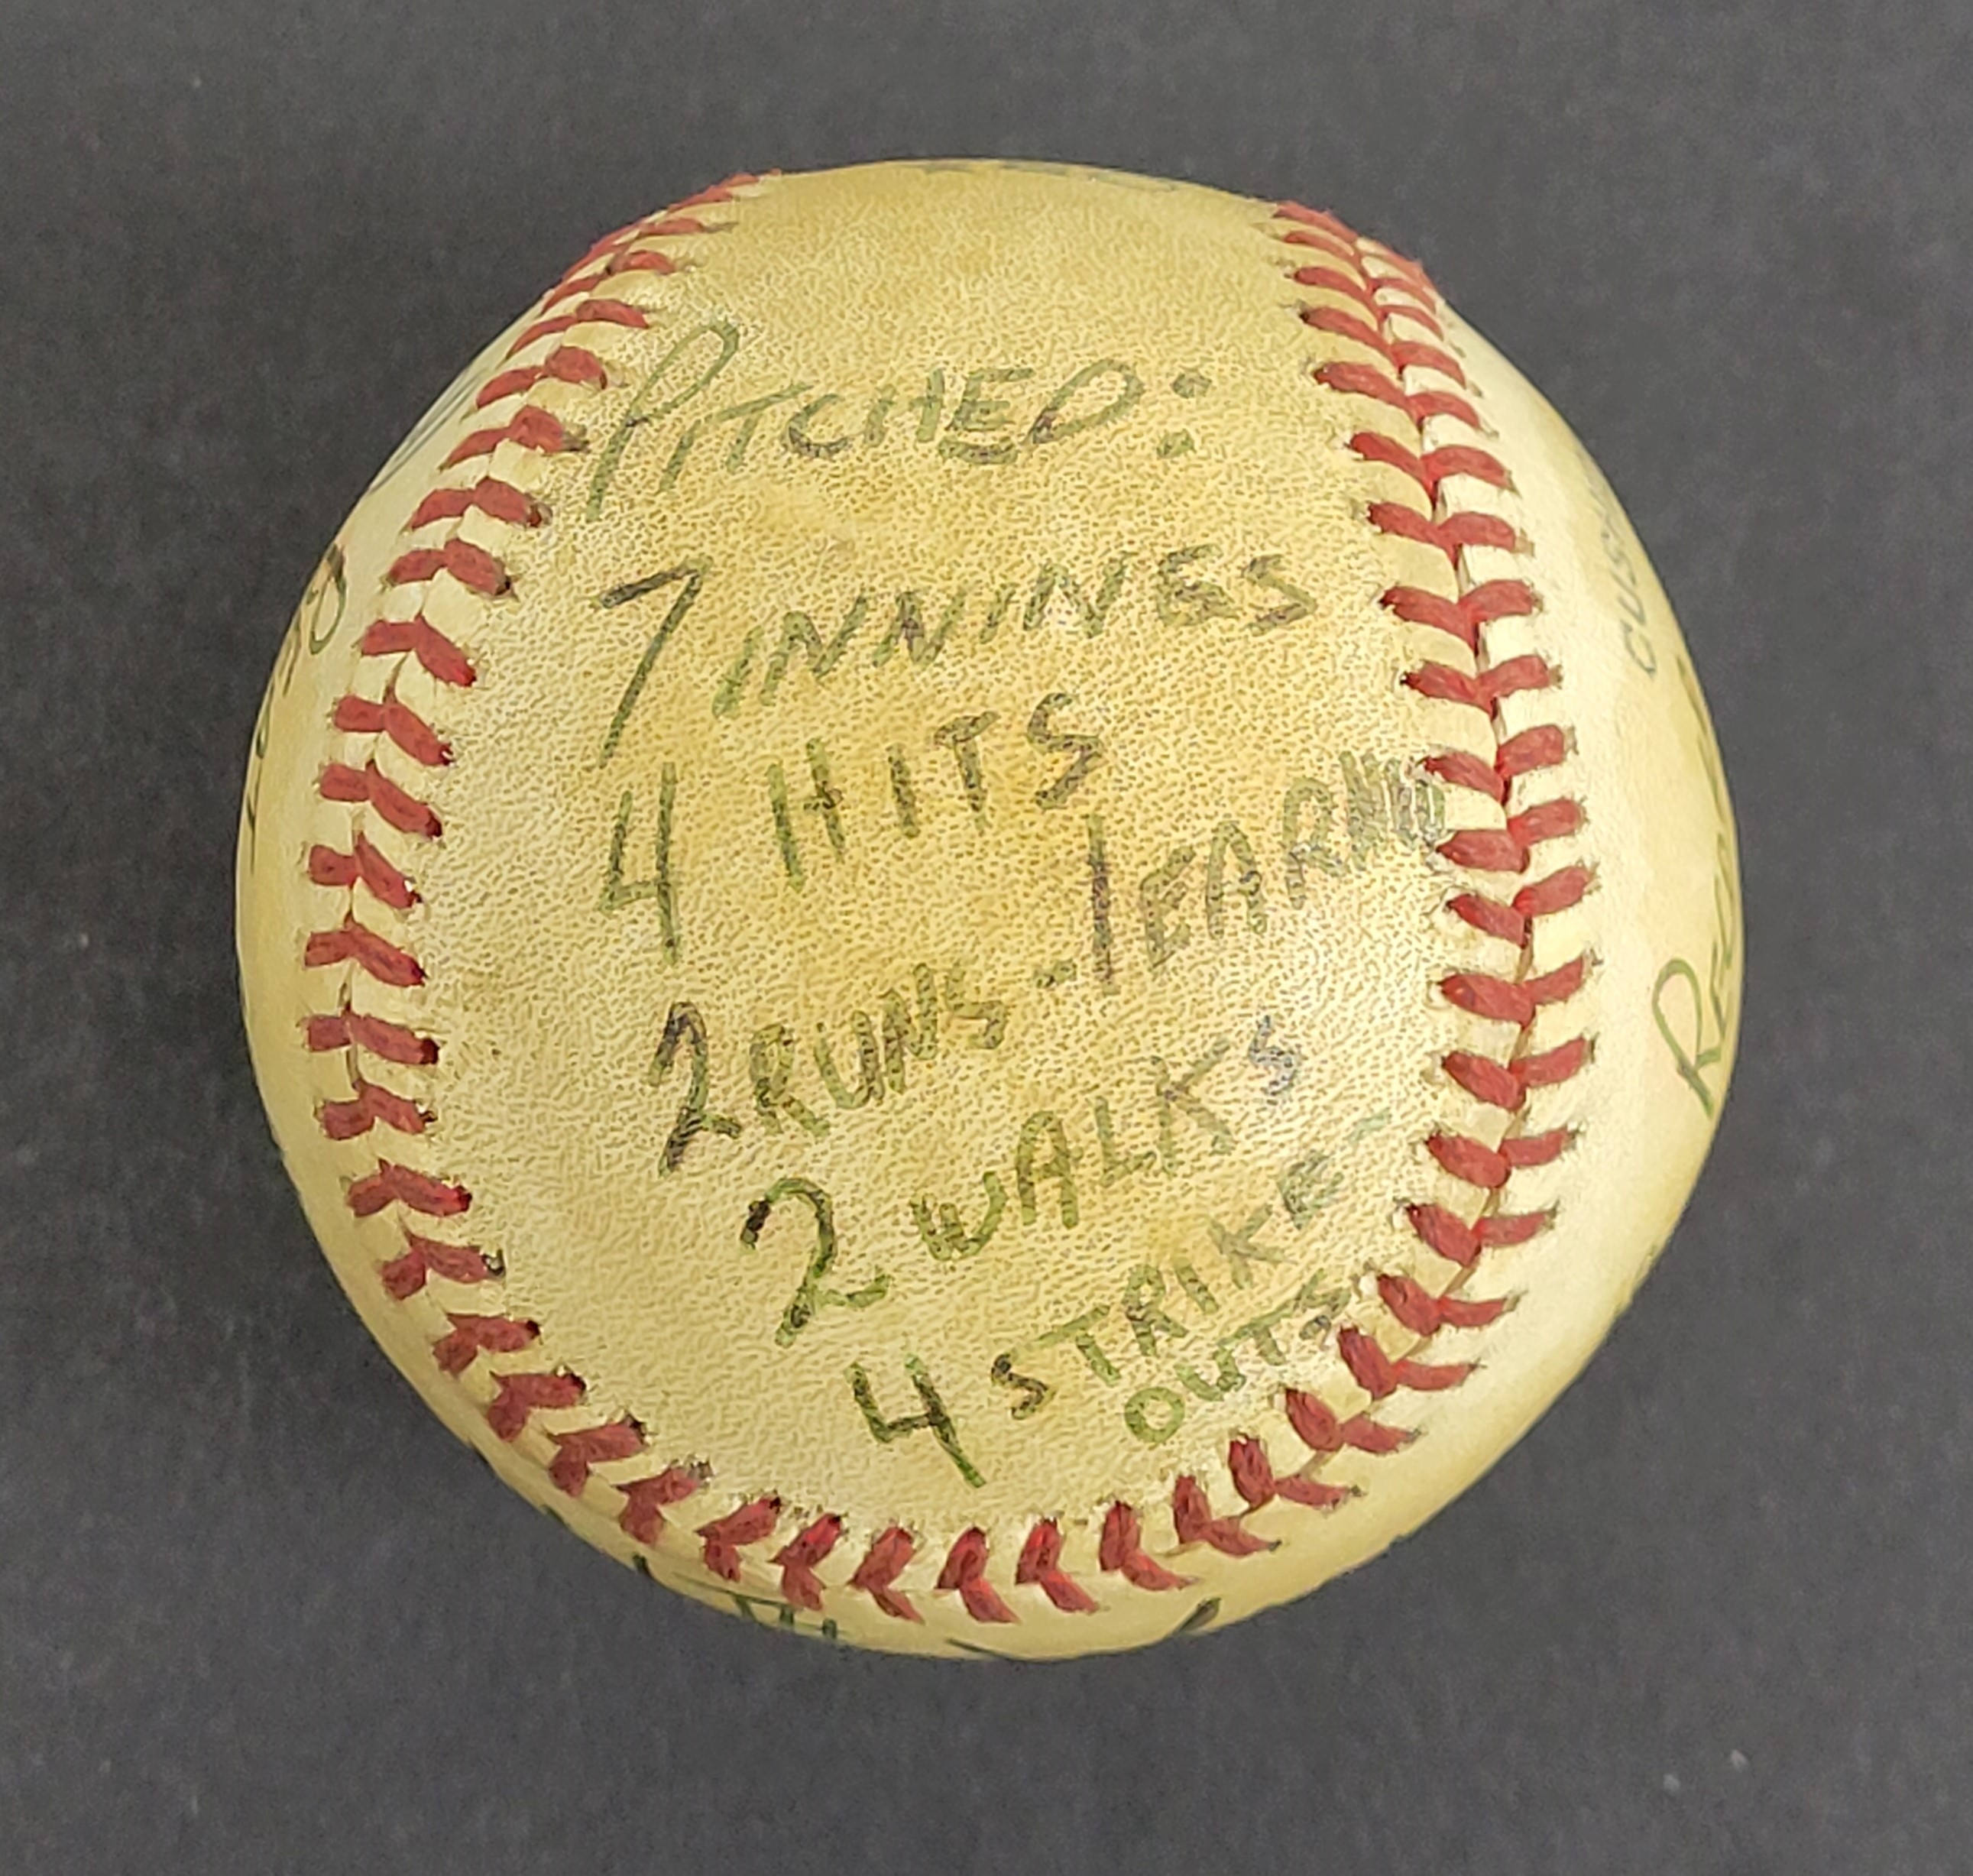 PITCHED:
7 INNINGS
4 HITS
2 RUNS - 1 EARNED
2 WALKS
4 STRIKE-
OUTS